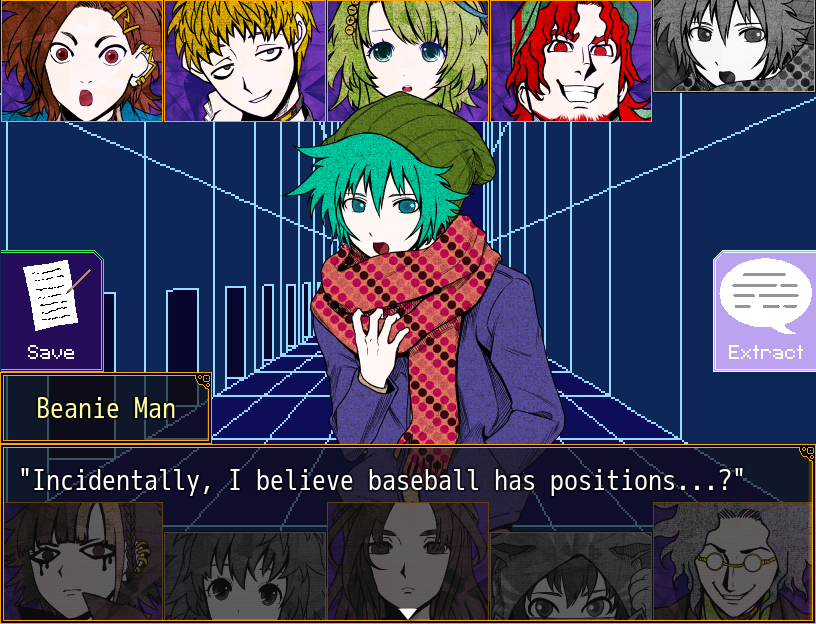 Save
Extract
Beanie Man
"Incidentally, I believe baseball has positions...?"